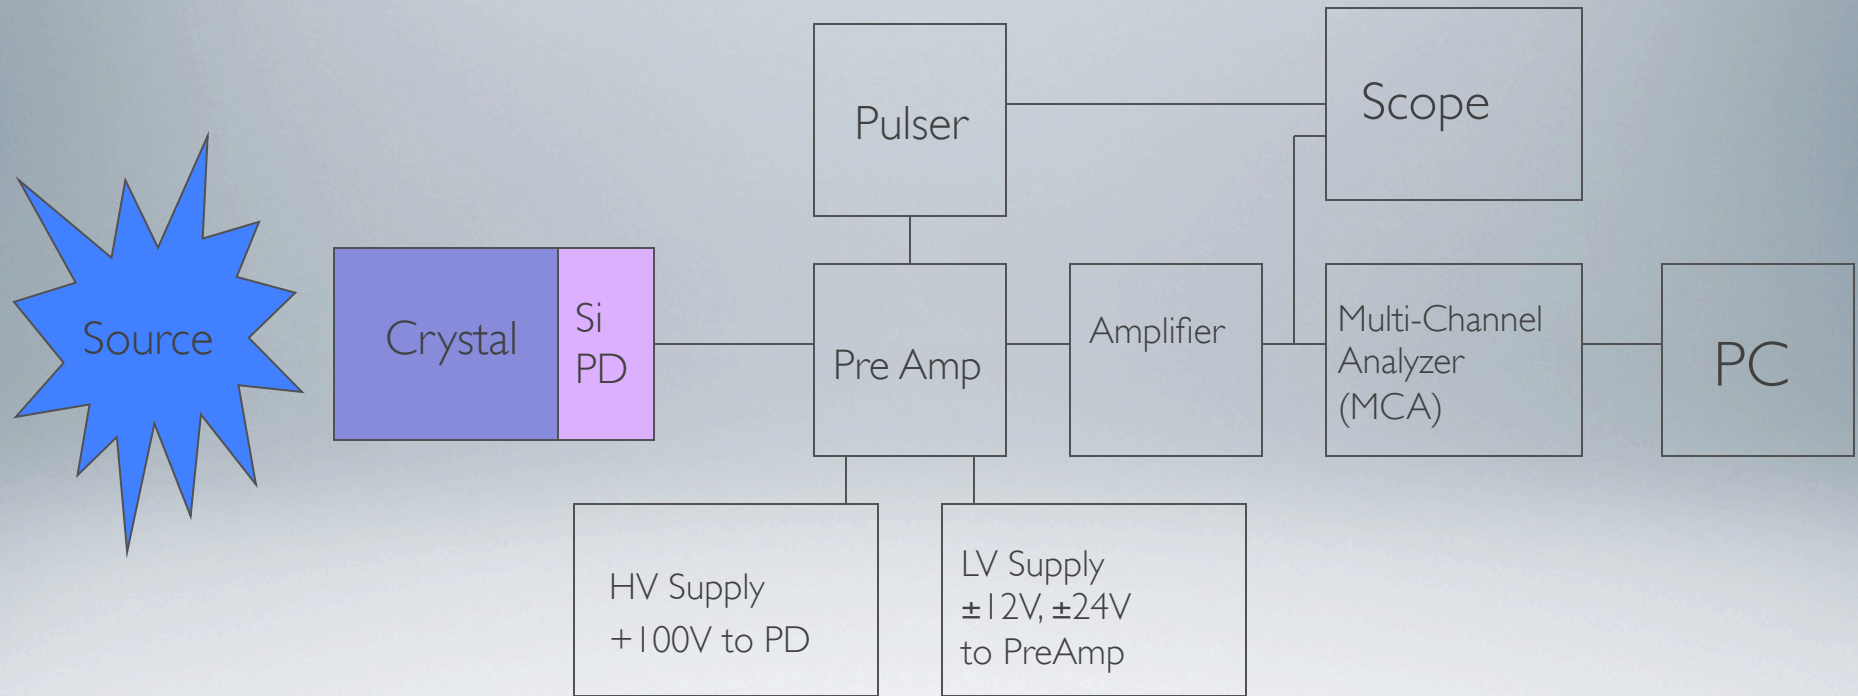 Pulser
Scope
Source
Crystal
Si
PD
Pre Amp
Amplifier
Multi-Channel
Analyzer
(MCA)
PC
HV Supply
+100V to PD
LV Supply
±12V, ±24V
to PreAmp